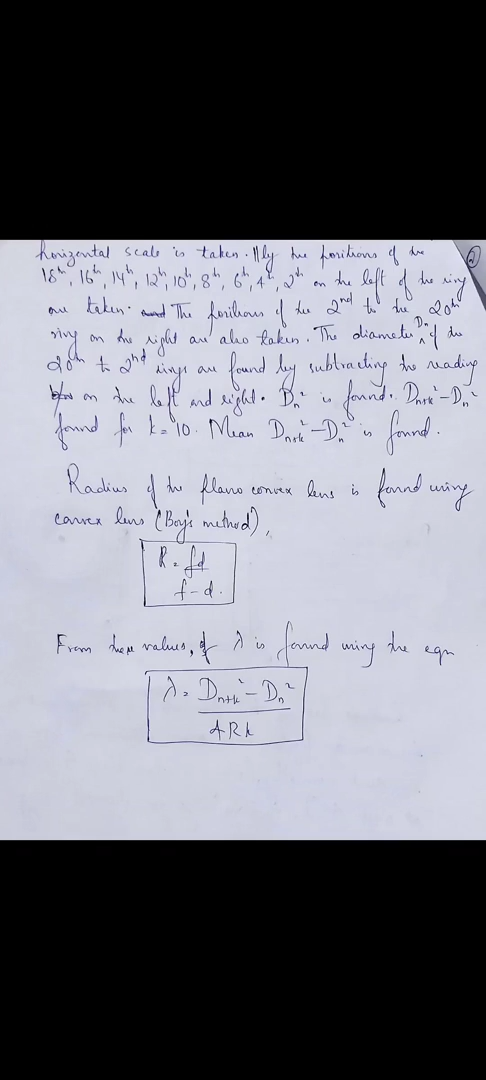 horizontal scale is taken. ||ly the positions of the
②
18th, 16th, 14th, 12th, 10th, 8th, 6th, 4th, 2nd on the left of the ring
are taken. The positions of the 2nd to the 20th
ring on the right are also taken. The diameter Dn of the
20th to 2nd rings are found by subtracting the reading
on the left and right. Dn² is found. Dn+k² - Dn²
found for k = 10. Mean Dn+k² - Dn² is found.
Radius of the plano convex lens is found using
convex lens (Boy's method),
R = fd
f - d.
From these values, of λ is found using the eqn
λ = Dn+k² - Dn²
4Rk